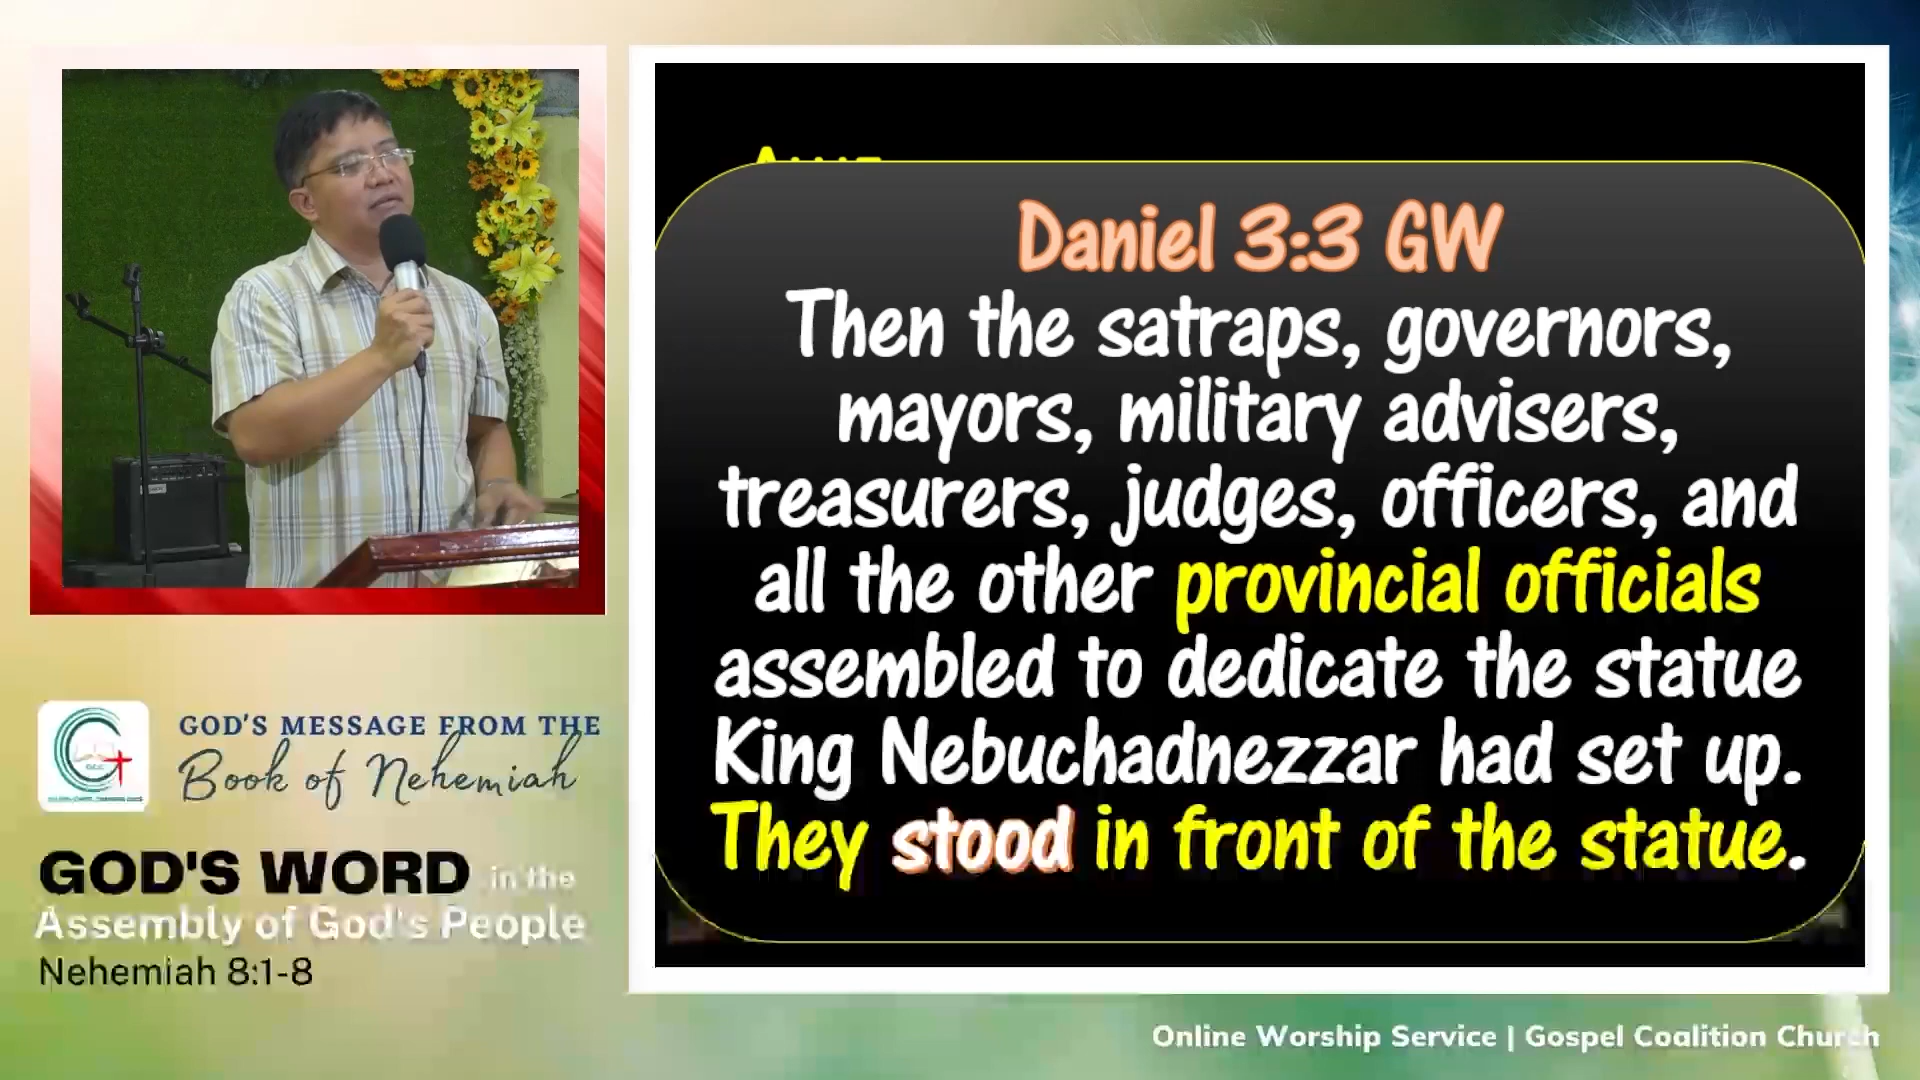 Daniel 3:3 GW
Then the satraps, governors,
mayors, military advisers,
treasurers, judges, officers, and
all the other provincial officials
assembled to dedicate the statue
King Nebuchadnezzar had set up.
They stood in front of the statue.
GOD'S MESSAGE FROM THE
Book of Nehemiah
GOD'S WORD in the
Assembly of God's People
Nehemiah 8:1-8
Online Worship Service | Gospel Coalition Church